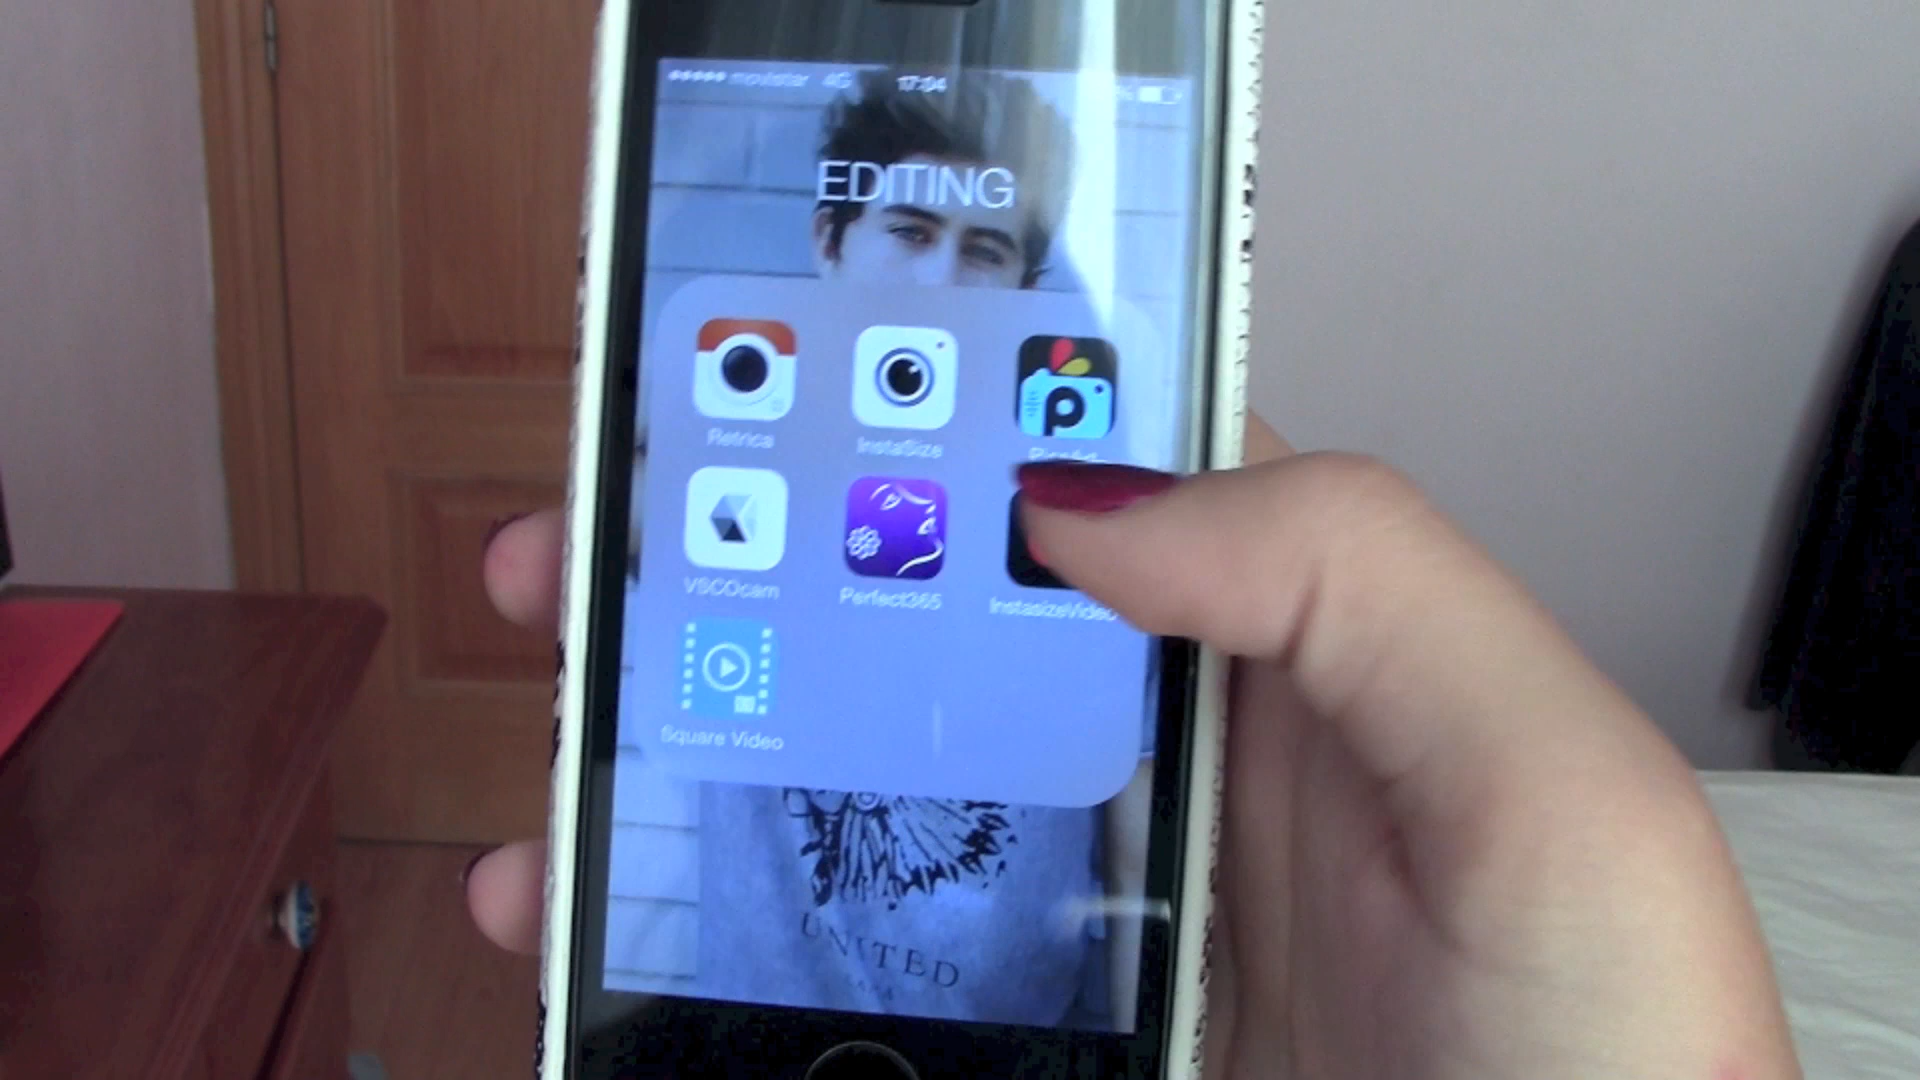 movistar 4G 17:04 %
EDITING
Retrica InstaSize
VSCOcam Perfect365 InstasizeVideo
Square Video
UNITED